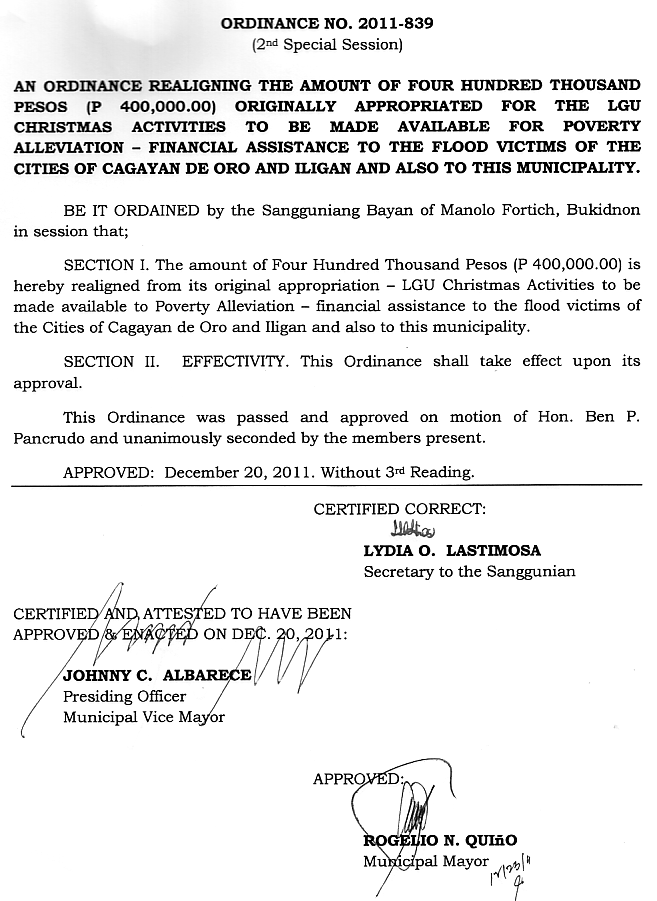 ORDINANCE NO. 2011-839
(2nd Special Session)
AN ORDINANCE REALIGNING THE AMOUNT OF FOUR HUNDRED THOUSAND
PESOS (P 400,000.00) ORIGINALLY APPROPRIATED FOR THE LGU
CHRISTMAS ACTIVITIES TO BE MADE AVAILABLE FOR POVERTY
ALLEVIATION – FINANCIAL ASSISTANCE TO THE FLOOD VICTIMS OF THE
CITIES OF CAGAYAN DE ORO AND ILIGAN AND ALSO TO THIS MUNICIPALITY.
BE IT ORDAINED by the Sangguniang Bayan of Manolo Fortich, Bukidnon
in session that;
SECTION I. The amount of Four Hundred Thousand Pesos (P 400,000.00) is
hereby realigned from its original appropriation – LGU Christmas Activities to be
made available to Poverty Alleviation – financial assistance to the flood victims of
the Cities of Cagayan de Oro and Iligan and also to this municipality.
SECTION II. EFFECTIVITY. This Ordinance shall take effect upon its
approval.
This Ordinance was passed and approved on motion of Hon. Ben P.
Pancrudo and unanimously seconded by the members present.
APPROVED: December 20, 2011. Without 3rd Reading.
CERTIFIED CORRECT:
LYDIA O. LASTIMOSA
Secretary to the Sanggunian
CERTIFIED AND ATTESTED TO HAVE BEEN
APPROVED & ENACTED ON DEC. 20, 2011:
JOHNNY C. ALBARECE
Presiding Officer
Municipal Vice Mayor
APPROVED:
ROGELIO N. QUIñO
Municipal Mayor
12/23/11